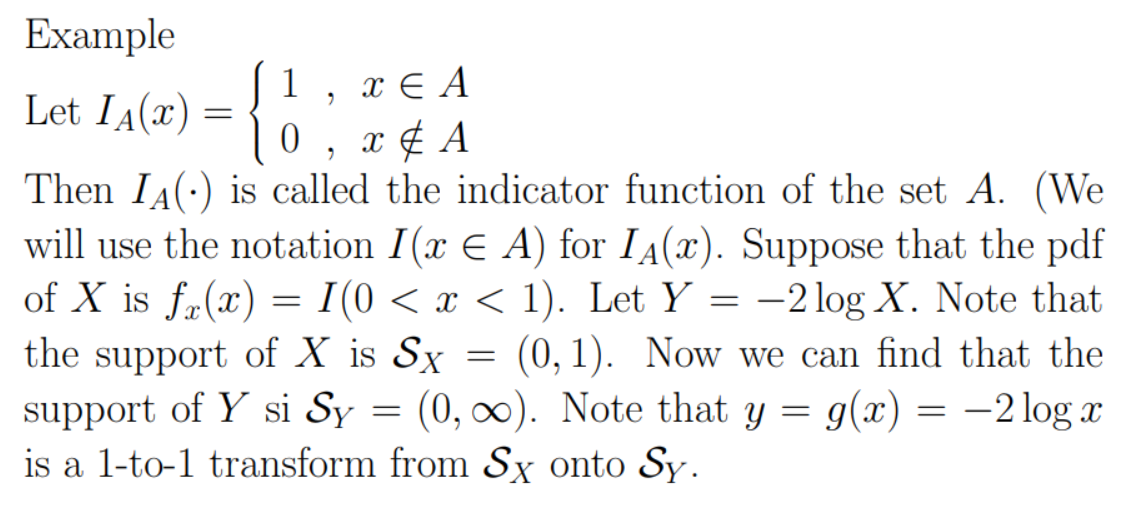 Example
Let I_A(x) = { 1 , x ∈ A
0 , x ∉ A
Then I_A(·) is called the indicator function of the set A. (We
will use the notation I(x ∈ A) for I_A(x). Suppose that the pdf
of X is f_x(x) = I(0 < x < 1). Let Y = −2 log X. Note that
the support of X is 𝒮_X = (0, 1). Now we can find that the
support of Y si 𝒮_Y = (0, ∞). Note that y = g(x) = −2 log x
is a 1-to-1 transform from 𝒮_X onto 𝒮_Y.